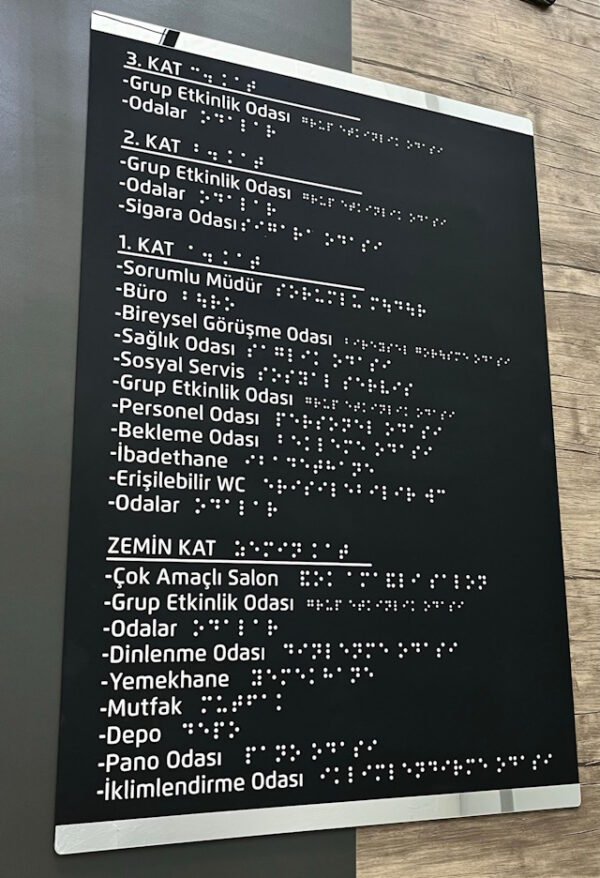 3. KAT
-Grup Etkinlik Odası
-Odalar
2. KAT
-Grup Etkinlik Odası
-Odalar
-Sigara Odası
1. KAT
-Sorumlu Müdür
-Büro
-Bireysel Görüşme Odası
-Sağlık Odası
-Sosyal Servis
-Grup Etkinlik Odası
-Personel Odası
-Bekleme Odası
-İbadethane
-Erişilebilir WC
-Odalar
ZEMİN KAT
-Çok Amaçlı Salon
-Grup Etkinlik Odası
-Odalar
-Dinlenme Odası
-Yemekhane
-Mutfak
-Depo
-Pano Odası
-İklimlendirme Odası